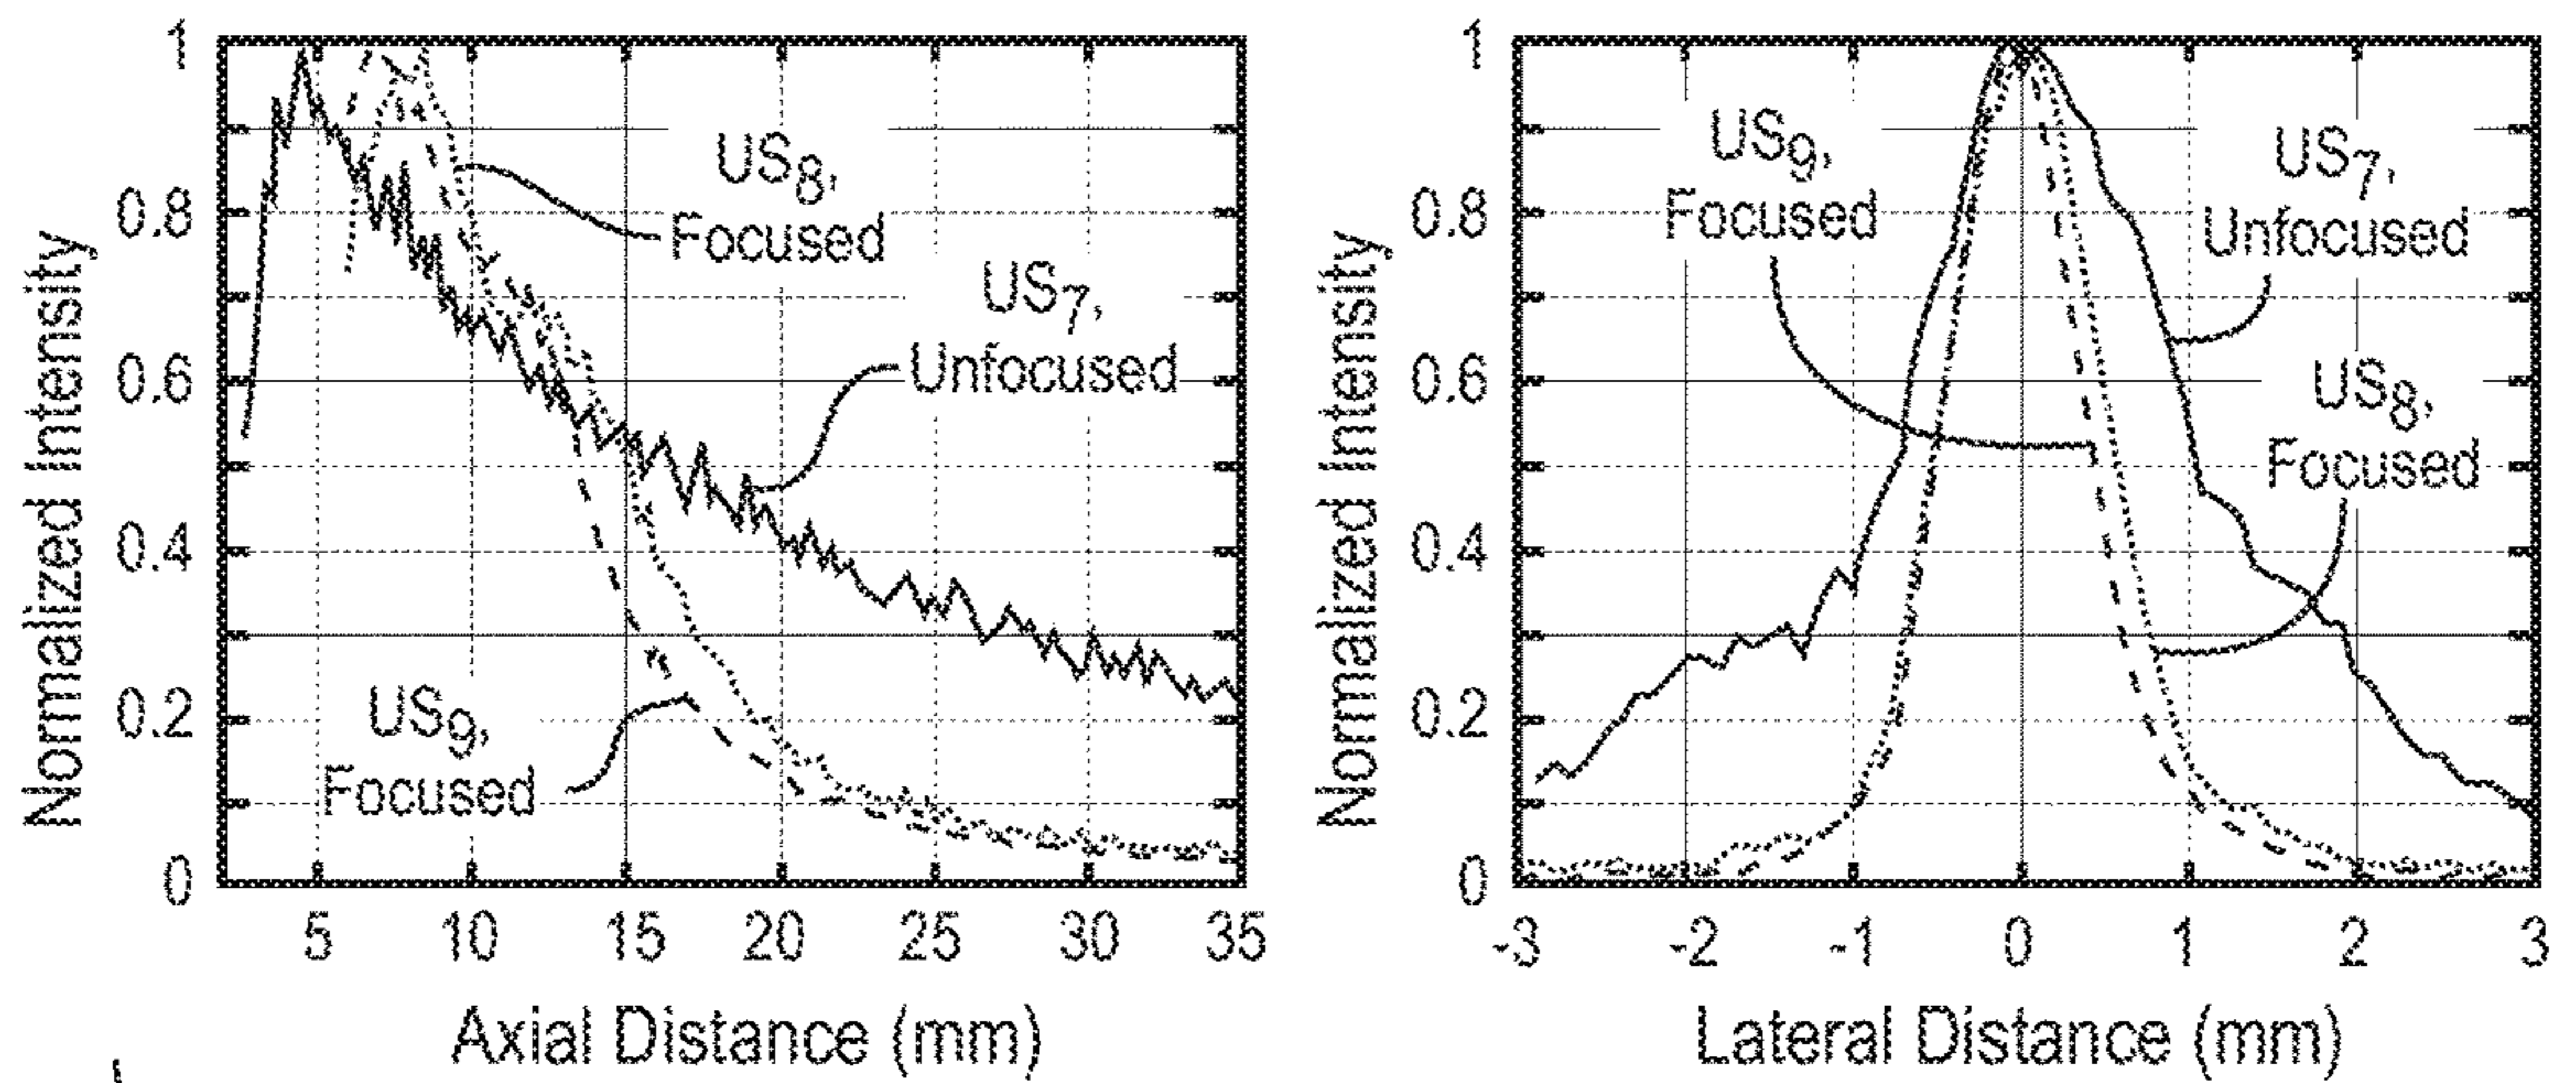 Normalized Intensity
1
0.8
0.6
0.4
0.2
0
US8,
Focused
US7,
Unfocused
US9,
Focused
5 10 15 20 25 30 35
Axial Distance (mm)
Normalized Intensity
1
0.8
0.6
0.4
0.2
0
US9,
Focused
US7,
Unfocused
US8,
Focused
-3 -2 -1 0 1 2 3
Lateral Distance (mm)